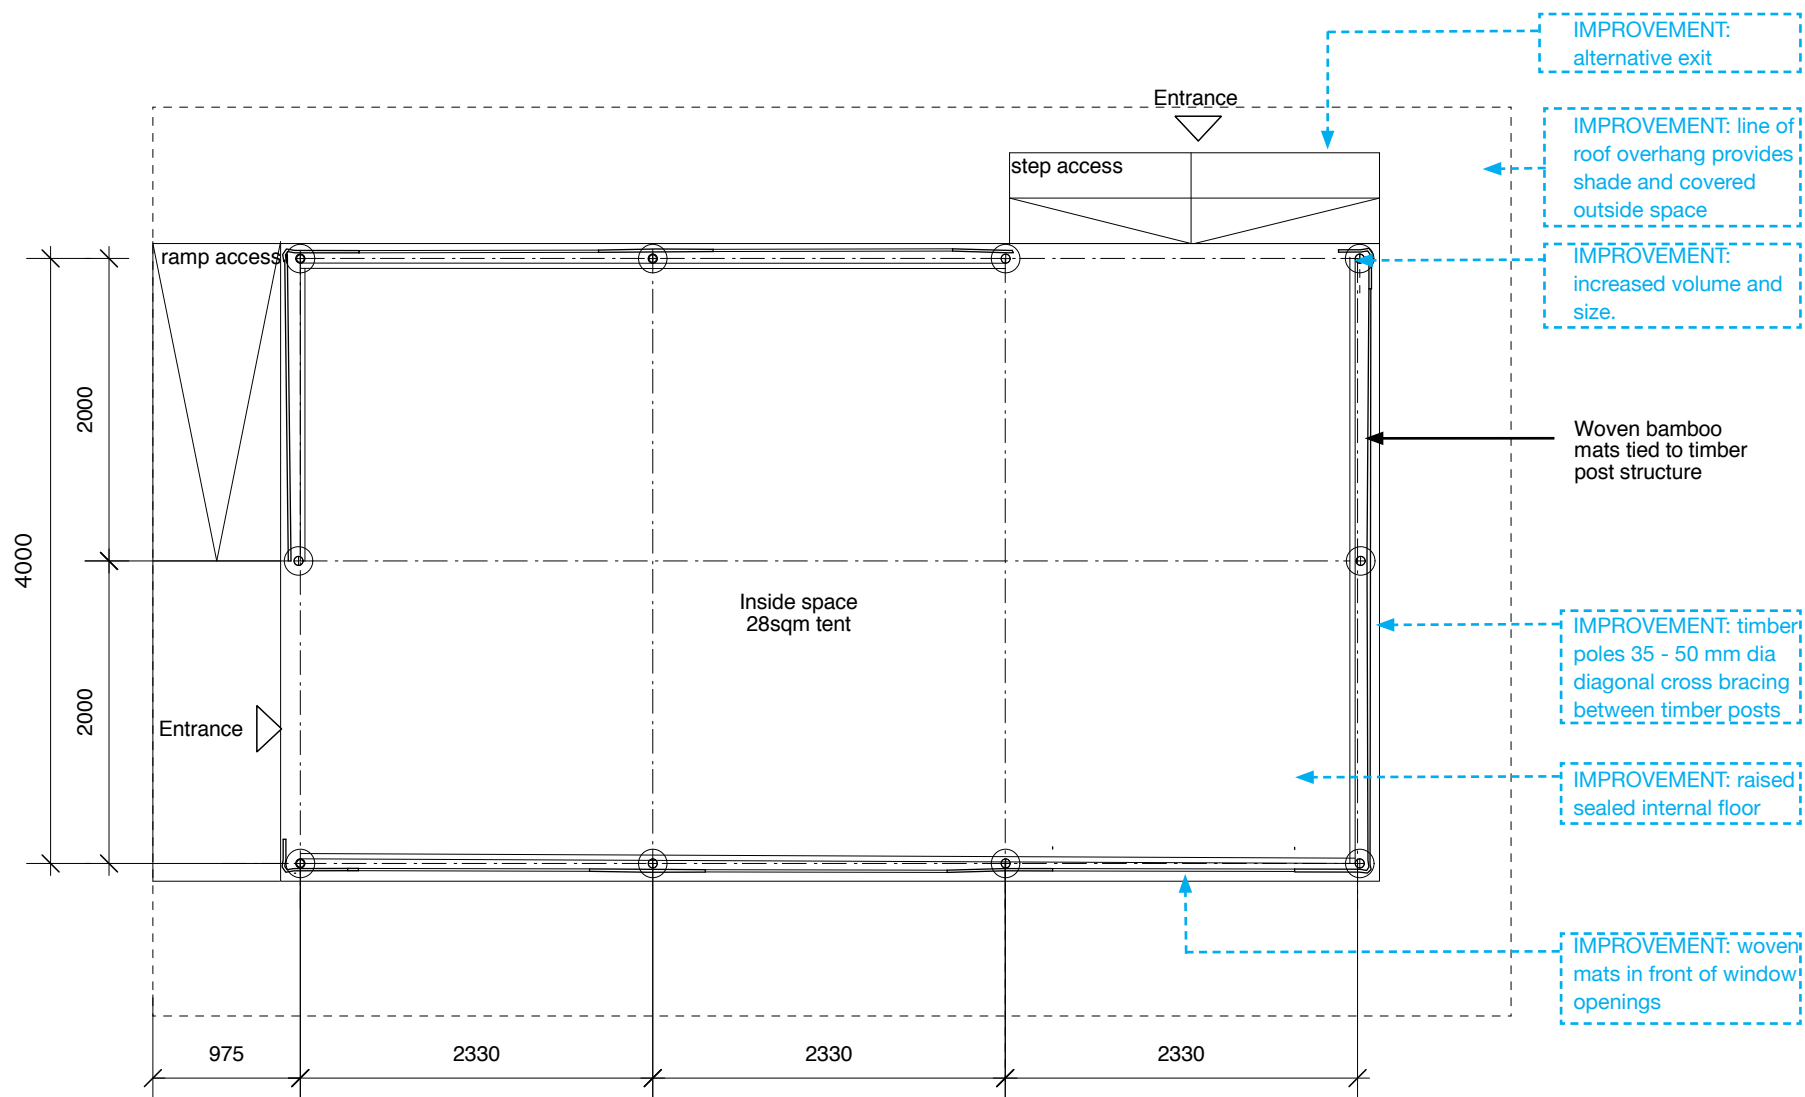 IMPROVEMENT:
alternative exit
Entrance
IMPROVEMENT: line of
roof overhang provides
shade and covered
outside space
step access
ramp access
IMPROVEMENT:
increased volume and
size.
2000
Woven bamboo
mats tied to timber
post structure
4000
Inside space
28sqm tent
IMPROVEMENT: timber
poles 35 - 50 mm dia
diagonal cross bracing
between timber posts
2000
Entrance
IMPROVEMENT: raised
sealed internal floor
IMPROVEMENT: woven
mats in front of window
openings
975
2330
2330
2330